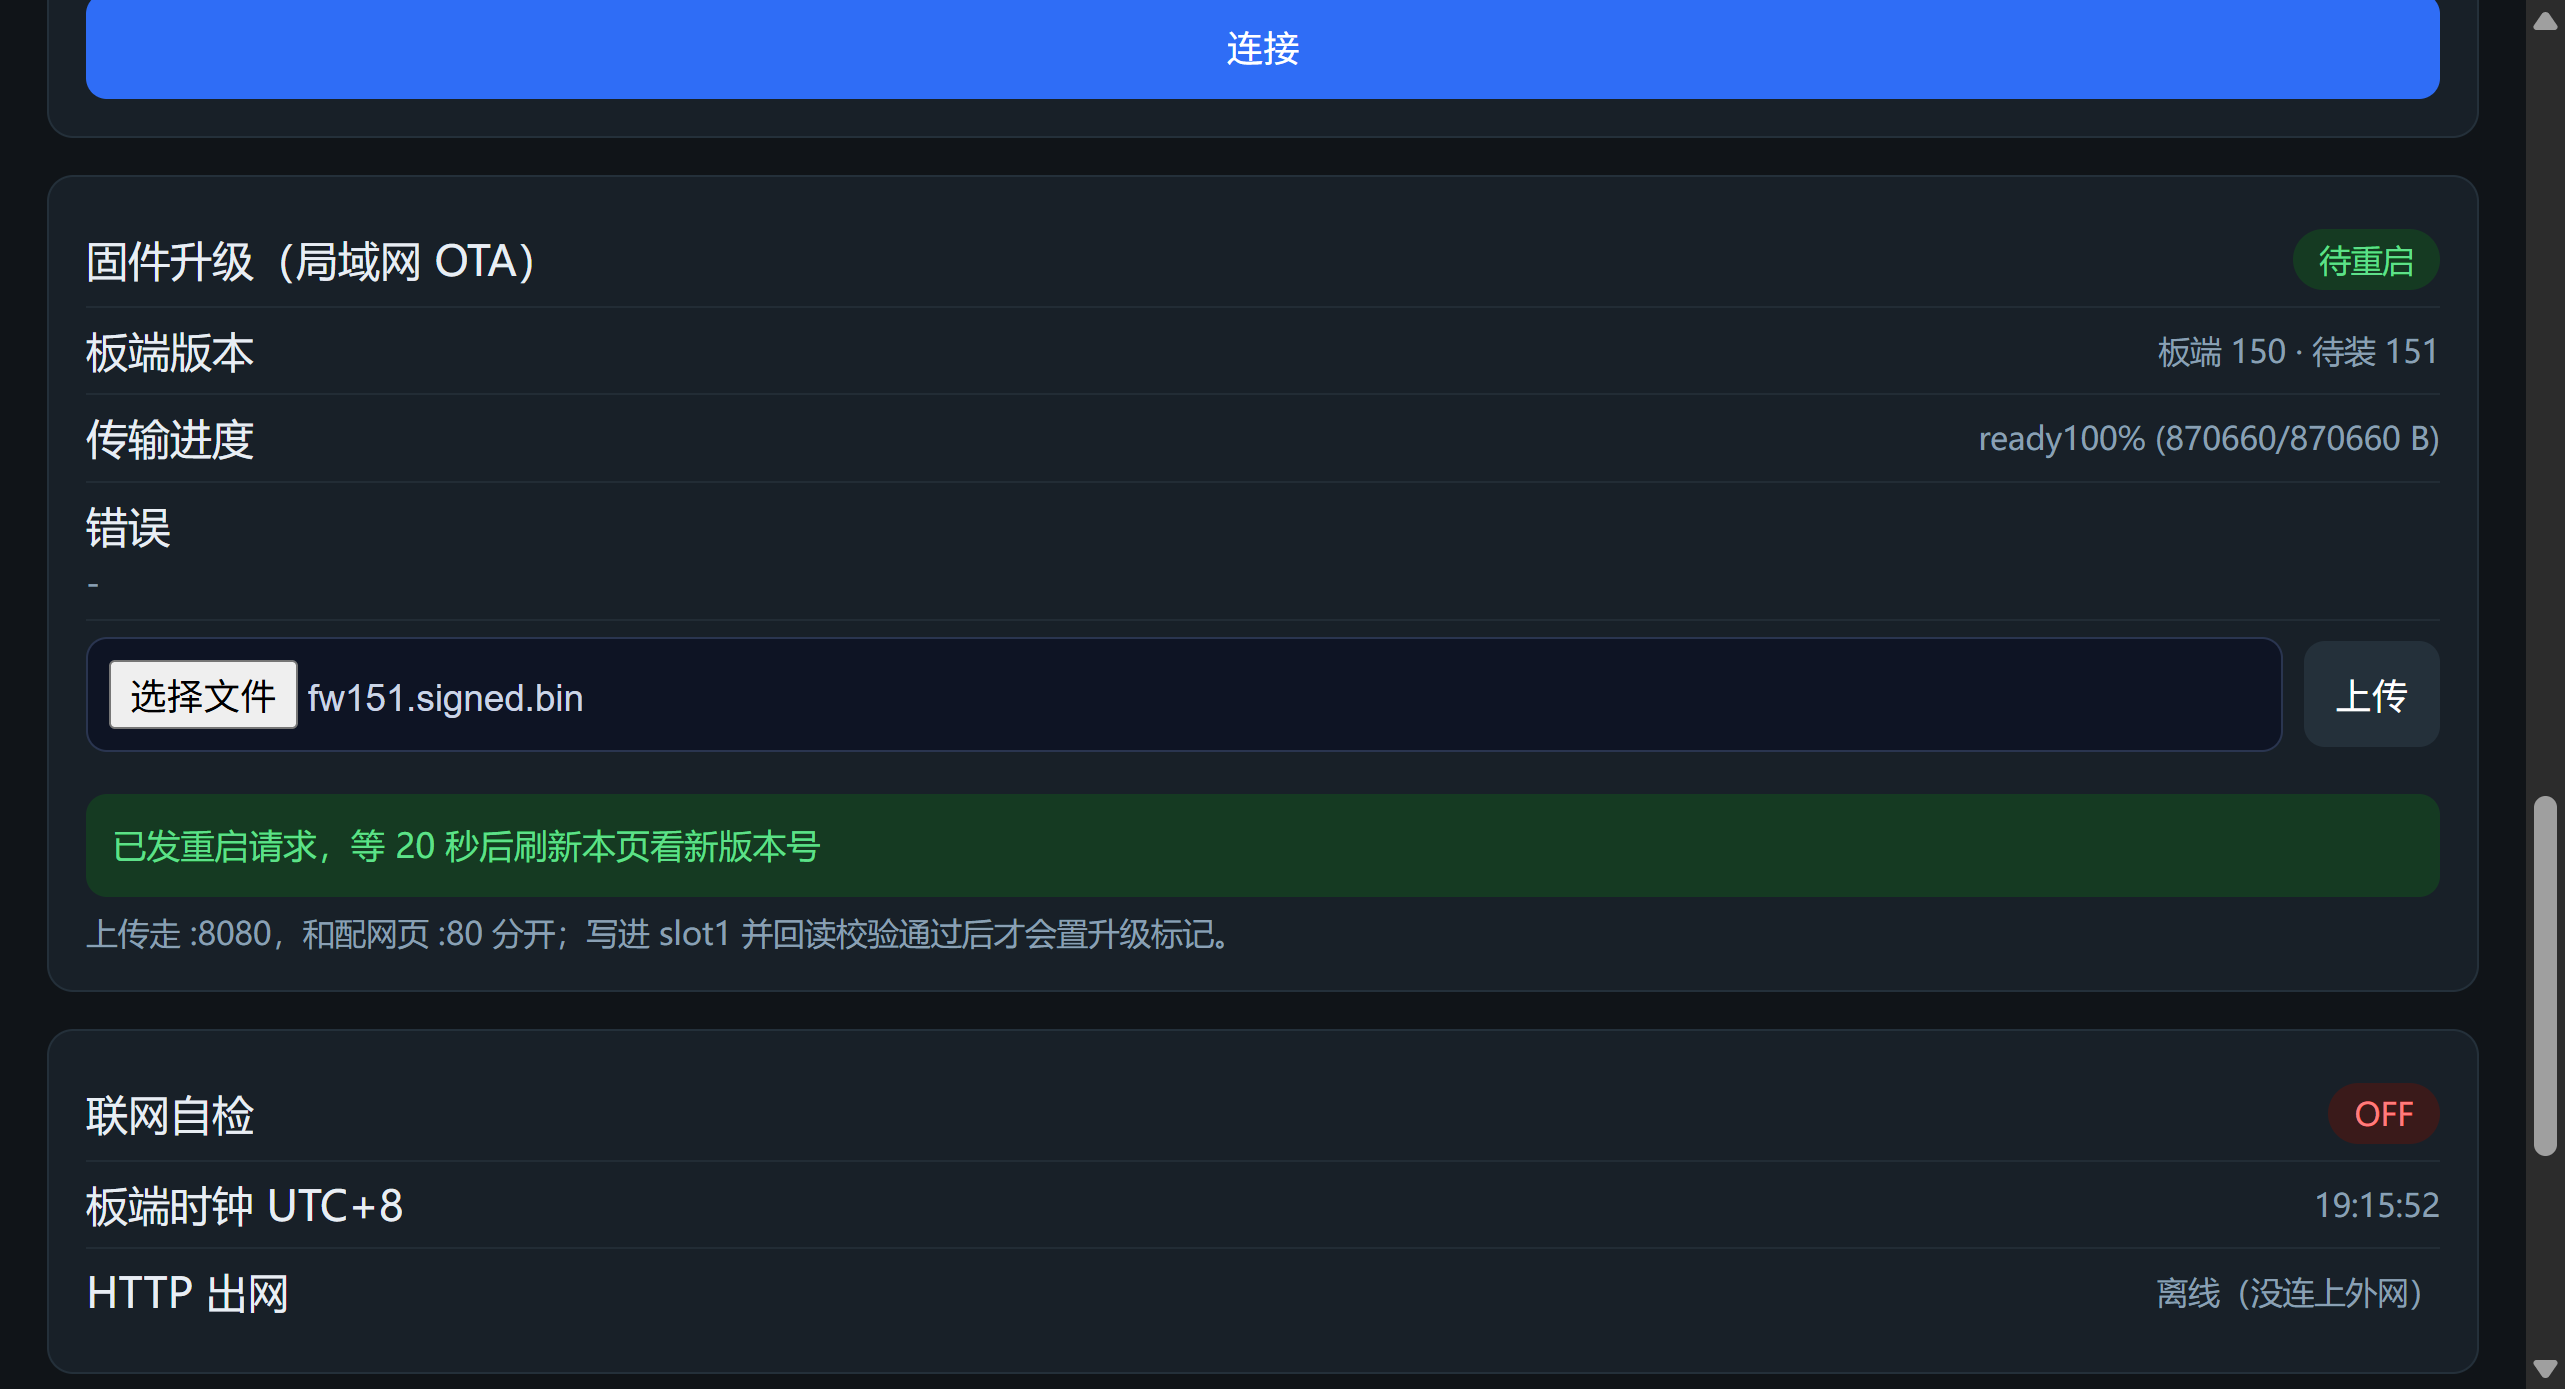 连接
固件升级（局域网 OTA）
待重启
板端版本
板端 150 · 待装 151
传输进度
ready100% (870660/870660 B)
错误
-
选择文件 fw151.signed.bin
上传
已发重启请求，等 20 秒后刷新本页看新版本号
上传走 :8080，和配网页 :80 分开；写进 slot1 并回读校验通过后才会置升级标记。
联网自检
OFF
板端时钟 UTC+8
19:15:52
HTTP 出网
离线（没连上外网）